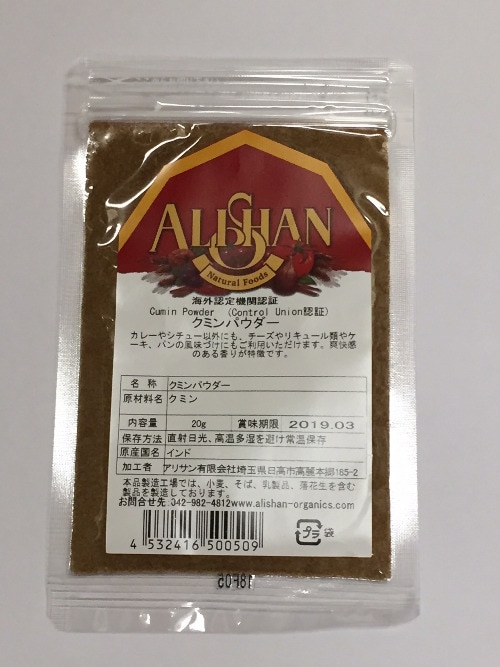 ALISHAN
Natural Foods
海外認定機関認証
Cumin Powder （Control Union認証）
クミンパウダー
カレーやシチュー以外にも、チーズやリキュール類やケ
ーキ、パンの風味づけにもご利用いただけます。爽快感
のある香りが特徴です。
名 称 クミンパウダー
原材料名 クミン
内容量 20g 賞味期限 2019.03
保存方法 直射日光、高温多湿を避け常温保存
原産国名 インド
加工者 アリサン有限会社埼玉県日高市高麗本郷185-2
本品製造工場では、小麦、そば、乳製品、落花生を含む
製品を製造しております。
お問合せ先:042-982-4812www.alishan-organics.com
4 532416 500509
プラ 袋
18F05